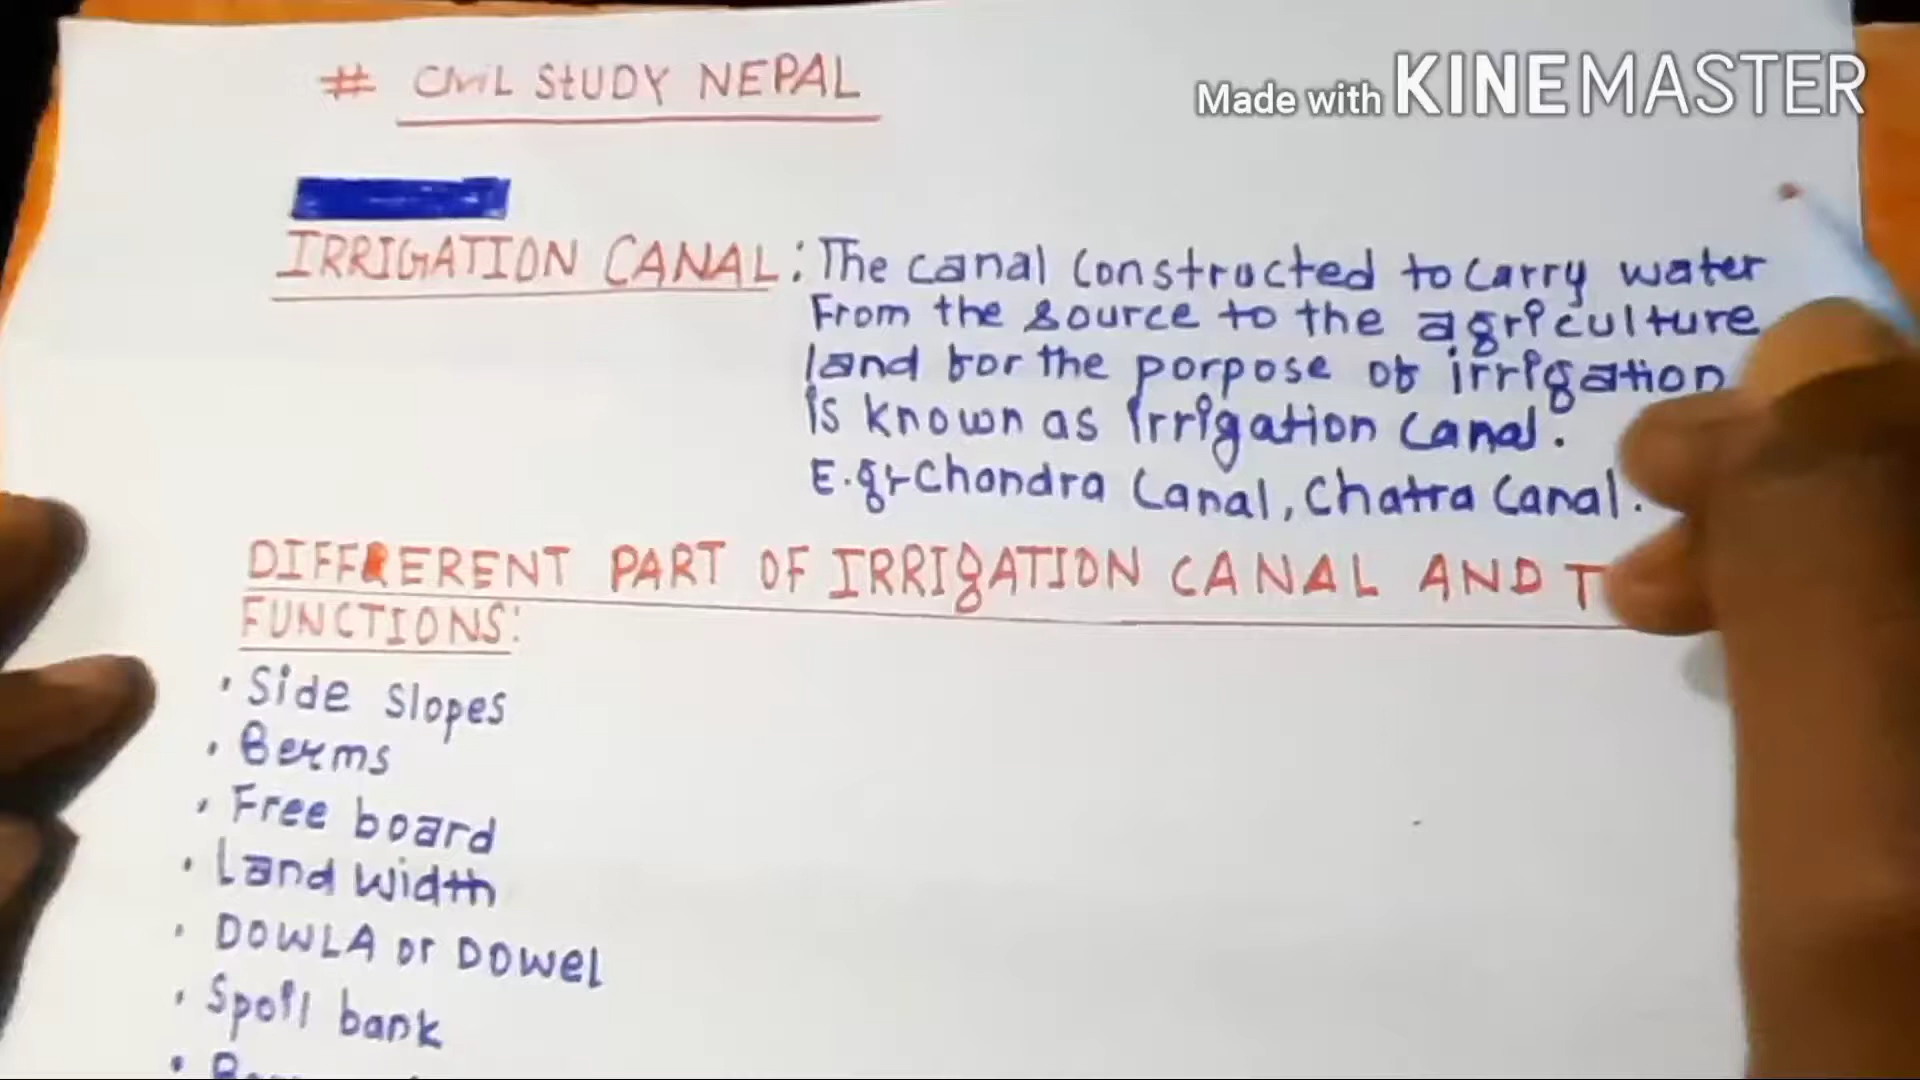 # CIVIL STUDY NEPAL
Made with KINEMASTER
IRRIGATION CANAL: The canal constructed to carry water
From the source to the agriculture
land for the porpose of irrigation
is known as irrigation canal.
E.g:- Chandra Canal, Chatra Canal.
DIFFERENT PART OF IRRIGATION CANAL AND
FUNCTIONS:
• Side slopes
• Berms
• Free board
• Land width
• DOWLA or DOWEL
• Spoil bank